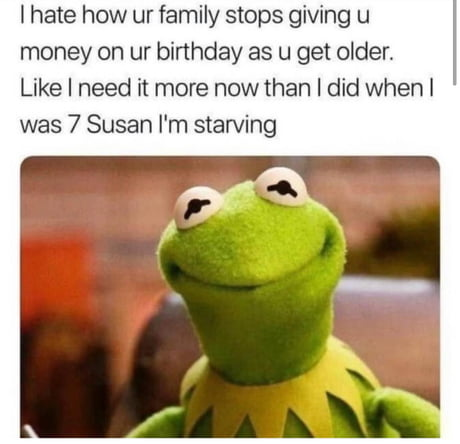 I hate how ur family stops giving u
money on ur birthday as u get older.
Like I need it more now than I did when I
was 7 Susan I'm starving